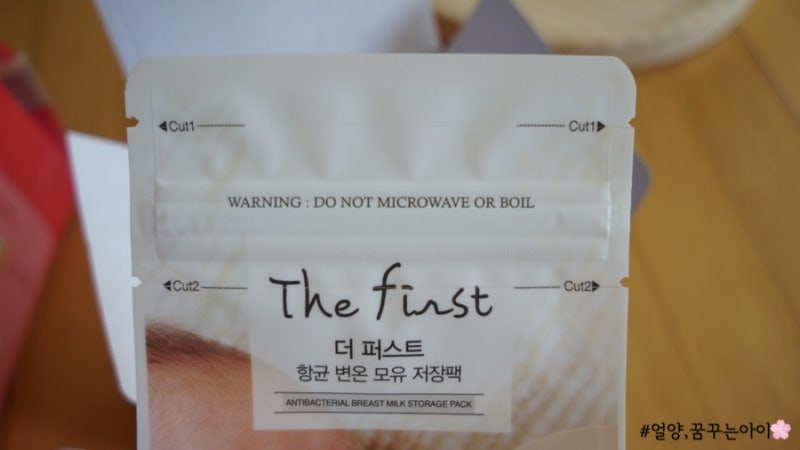 Cut1 Cut1
WARNING : DO NOT MICROWAVE OR BOIL
Cut2 Cut2
The first
더 퍼스트
항균 변온 모유 저장팩
ANTIBACTERIAL BREAST MILK STORAGE PACK
#얼양,꿈꾸는아이🌸